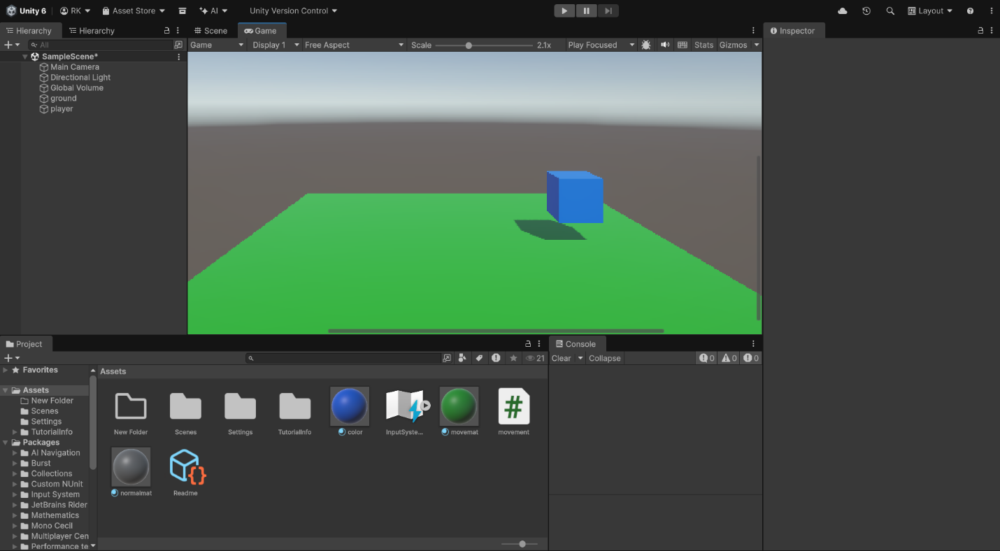 Unity 6 RK Asset Store AI Unity Version Control Layout
Hierarchy Hierarchy Scene Game Inspector
All Game Display 1 Free Aspect Scale 2.1x Play Focused Stats Gizmos
SampleScene*
Main Camera
Directional Light
Global Volume
ground
player
Project Console
21 Clear Collapse 0 0 0
Favorites
Assets
Assets
New Folder
Scenes
Settings
TutorialInfo
Packages
AI Navigation
Burst
Collections
Custom NUnit
Input System
JetBrains Rider
Mathematics
Mono Cecil
Multiplayer Cen
Performance te
New Folder Scenes Settings TutorialInfo color InputSyste... movemat movement
normalmat Readme